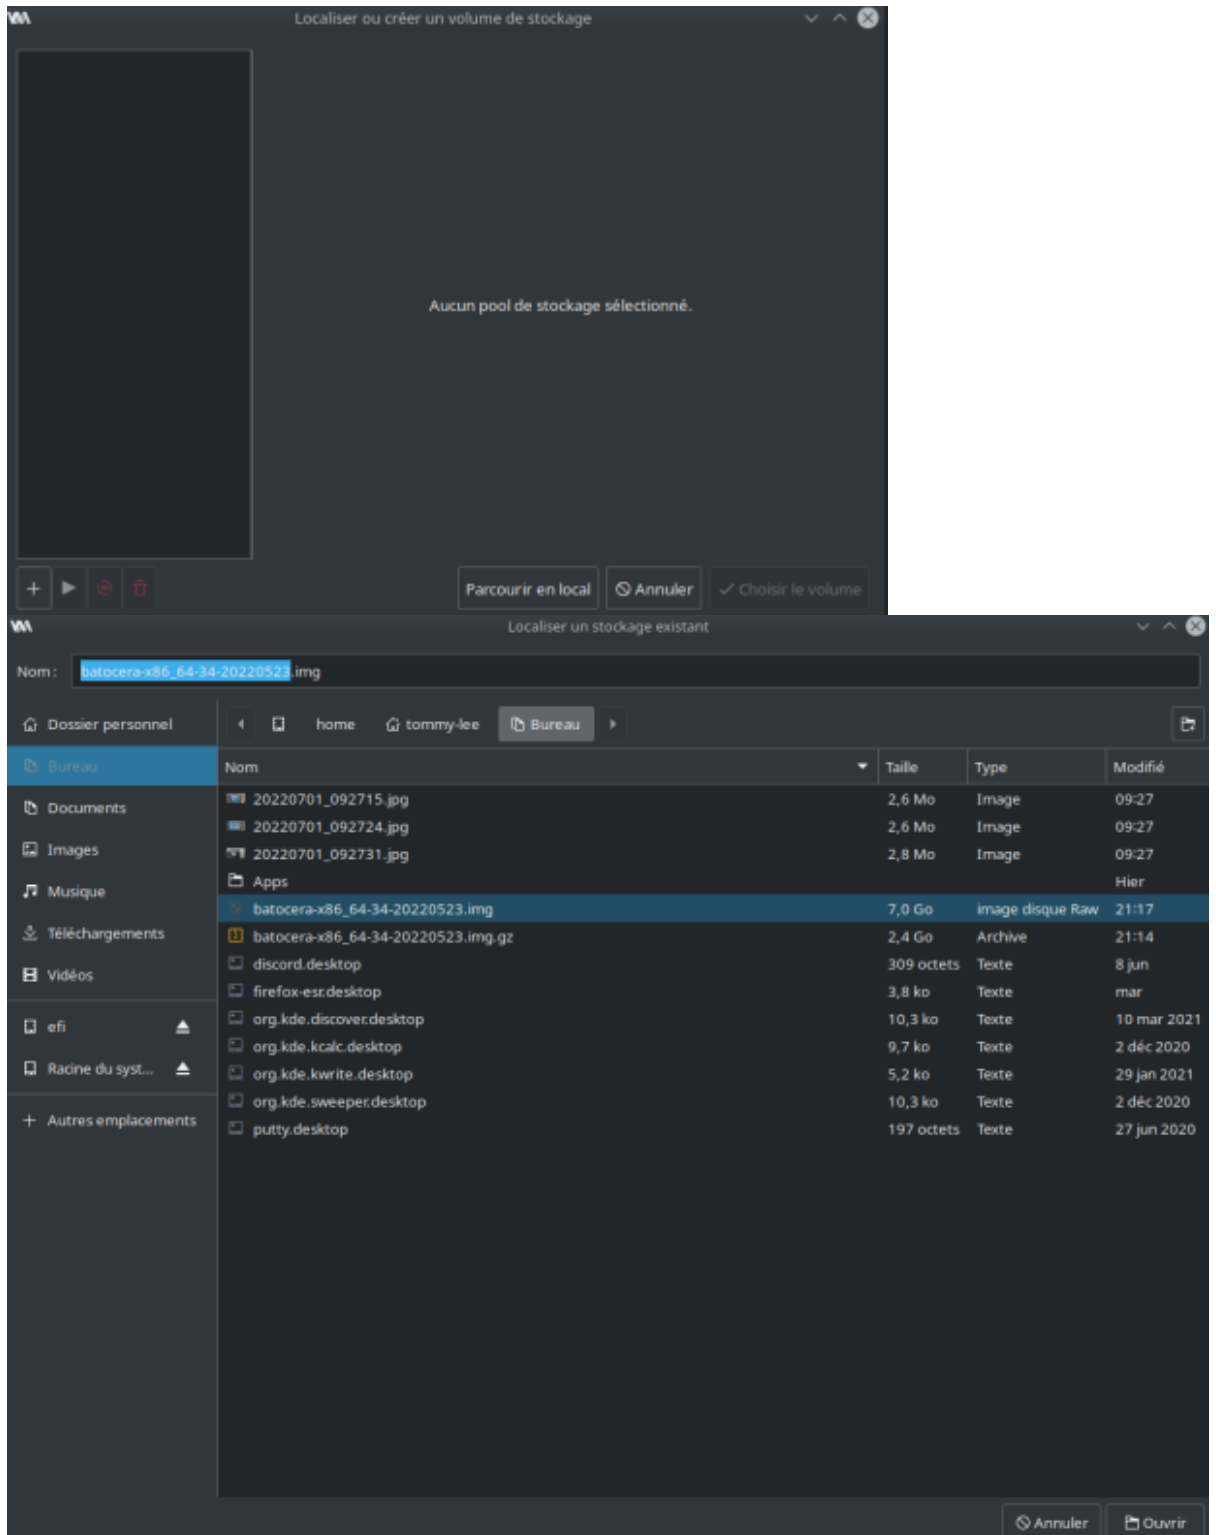 Localiser ou créer un volume de stockage
Aucun pool de stockage sélectionné.
Parcourir en local
Annuler
Choisir le volume
Localiser un stockage existant
Nom : batocera-x86_64-34-20220523.img
Dossier personnel
home tommy-lee Bureau
Bureau
Documents
Images
Musique
Téléchargements
Vidéos
efi
Racine du syst...
Autres emplacements
Nom Taille Type Modifié
20220701_092715.jpg 2,6 Mo Image 09:27
20220701_092724.jpg 2,6 Mo Image 09:27
20220701_092731.jpg 2,8 Mo Image 09:27
Apps Hier
batocera-x86_64-34-20220523.img 7,0 Go image disque Raw 21:17
batocera-x86_64-34-20220523.img.gz 2,4 Go Archive 21:14
discord.desktop 309 octets Texte 8 jun
firefox-esr.desktop 3,8 ko Texte mar
org.kde.discover.desktop 10,3 ko Texte 10 mar 2021
org.kde.kcalc.desktop 9,7 ko Texte 2 déc 2020
org.kde.kwrite.desktop 5,2 ko Texte 29 jan 2021
org.kde.sweeper.desktop 10,3 ko Texte 2 déc 2020
putty.desktop 197 octets Texte 27 jun 2020
Annuler
Ouvrir